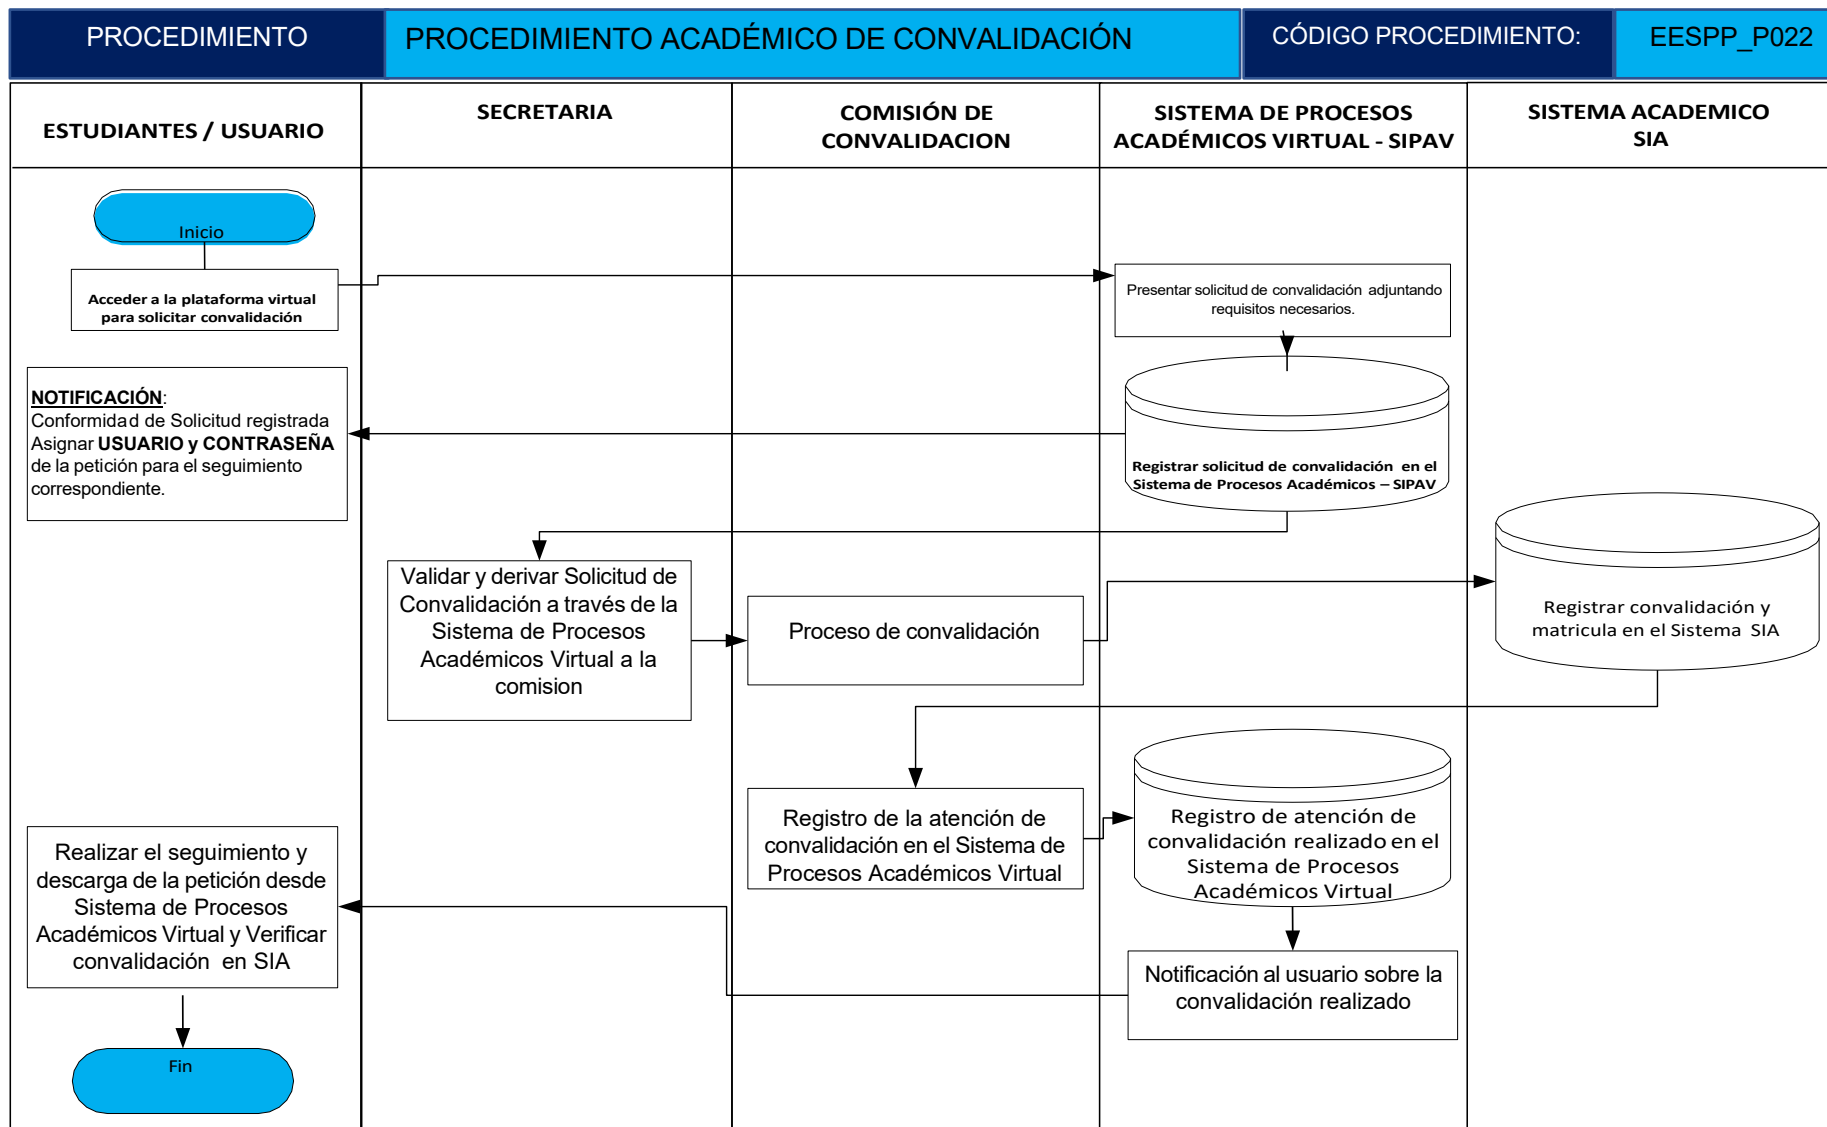 PROCEDIMIENTO
PROCEDIMIENTO ACADÉMICO DE CONVALIDACIÓN
CÓDIGO PROCEDIMIENTO:
EESPP_P022
ESTUDIANTES / USUARIO
SECRETARIA
COMISIÓN DE
CONVALIDACION
SISTEMA DE PROCESOS
ACADÉMICOS VIRTUAL - SIPAV
SISTEMA ACADEMICO
SIA
Inicio
Acceder a la plataforma virtual
para solicitar convalidación
Presentar solicitud de convalidación adjuntando
requisitos necesarios.
NOTIFICACIÓN:
Conformidad de Solicitud registrada
Asignar USUARIO y CONTRASEÑA
de la petición para el seguimiento
correspondiente.
Registrar solicitud de convalidación en el
Sistema de Procesos Académicos – SIPAV
Validar y derivar Solicitud de
Convalidación a través de la
Sistema de Procesos
Académicos Virtual a la
comision
Proceso de convalidación
Registrar convalidación y
matricula en el Sistema SIA
Registro de la atención de
convalidación en el Sistema de
Procesos Académicos Virtual
Registro de atención de
convalidación realizado en el
Sistema de Procesos
Académicos Virtual
Realizar el seguimiento y
descarga de la petición desde
Sistema de Procesos
Académicos Virtual y Verificar
convalidación en SIA
Notificación al usuario sobre la
convalidación realizado
Fin